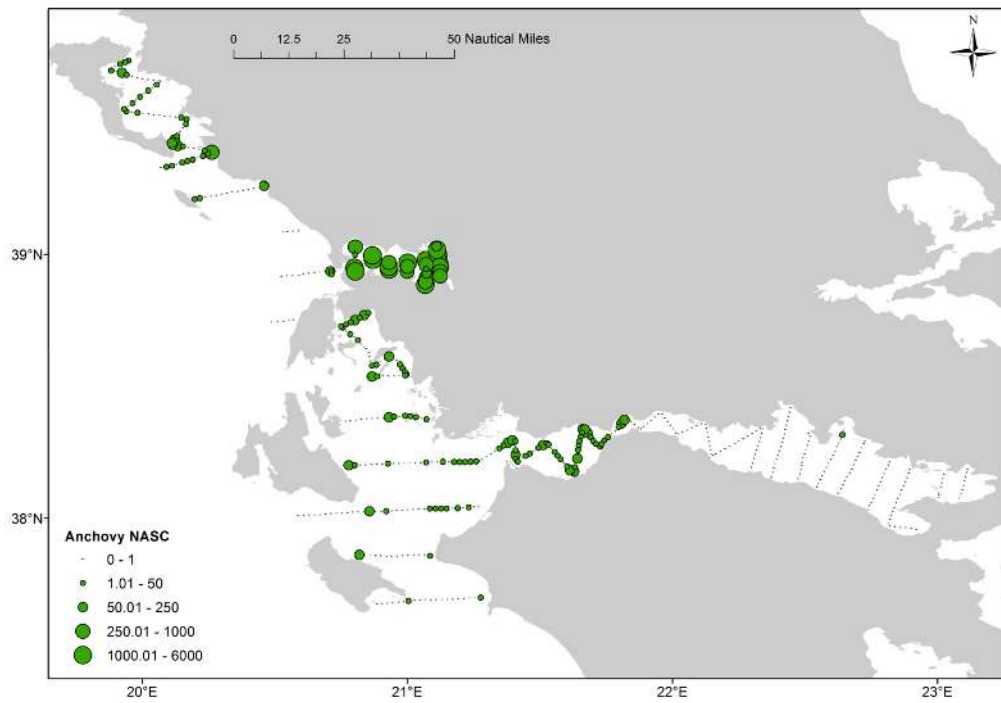 N
0 12.5 25 50 Nautical Miles
39°N
38°N
Anchovy NASC
0 - 1
1.01 - 50
50.01 - 250
250.01 - 1000
1000.01 - 6000
20°E 21°E 22°E 23°E